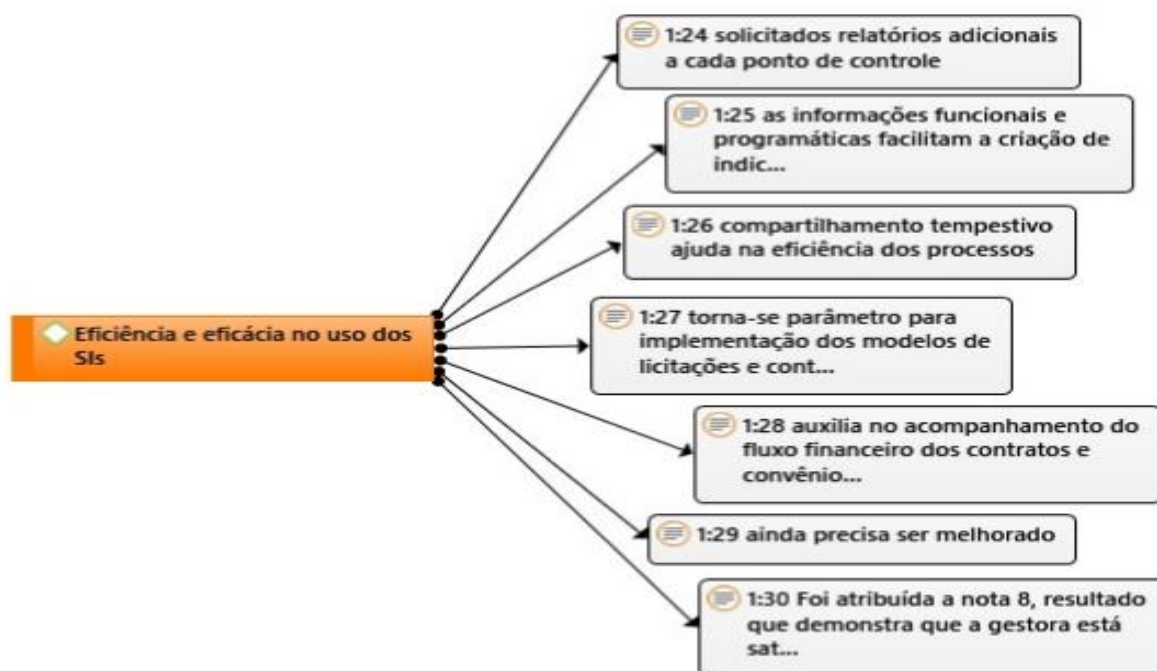 1:24 solicitados relatórios adicionais
a cada ponto de controle
1:25 as informações funcionais e
programáticas facilitam a criação de
indic...
1:26 compartilhamento tempestivo
ajuda na eficiência dos processos
Eficiência e eficácia no uso dos
SIs
1:27 torna-se parâmetro para
implementação dos modelos de
licitações e cont...
1:28 auxilia no acompanhamento do
fluxo financeiro dos contratos e
convênio...
1:29 ainda precisa ser melhorado
1:30 Foi atribuída a nota 8, resultado
que demonstra que a gestora está
sat...